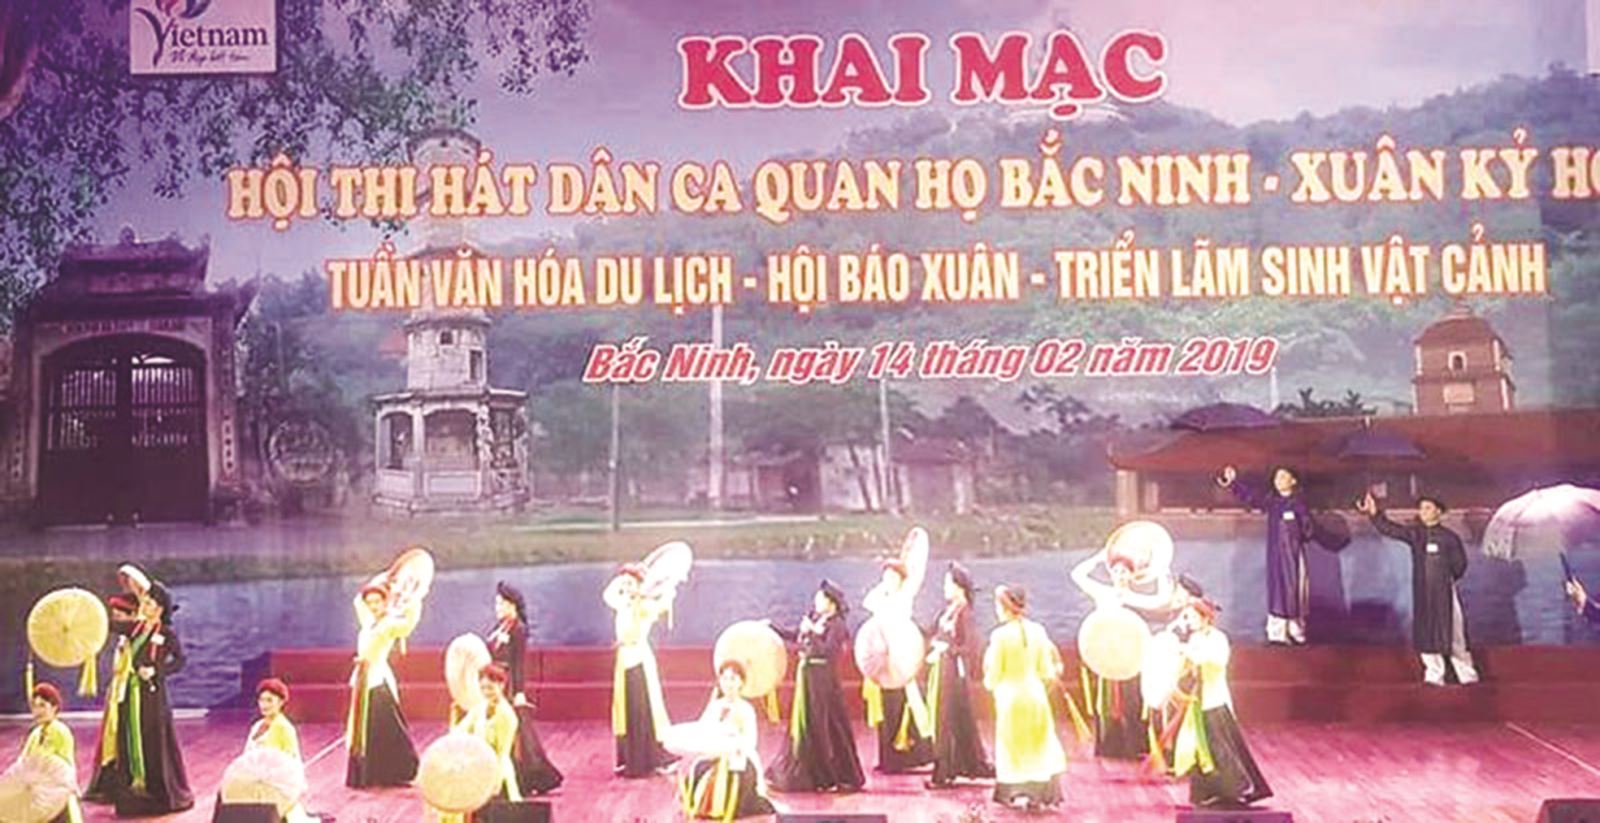 Vietnam
KHAI MẠC
HỘI THI HÁT DÂN CA QUAN HỌ BẮC NINH - XUÂN KỶ
TUẦN VĂN HÓA DU LỊCH - HỘI BÁO XUÂN - TRIỂN LÃM SINH VẬT CẢNH
Bắc Ninh, ngày 14 tháng 02 năm 2019